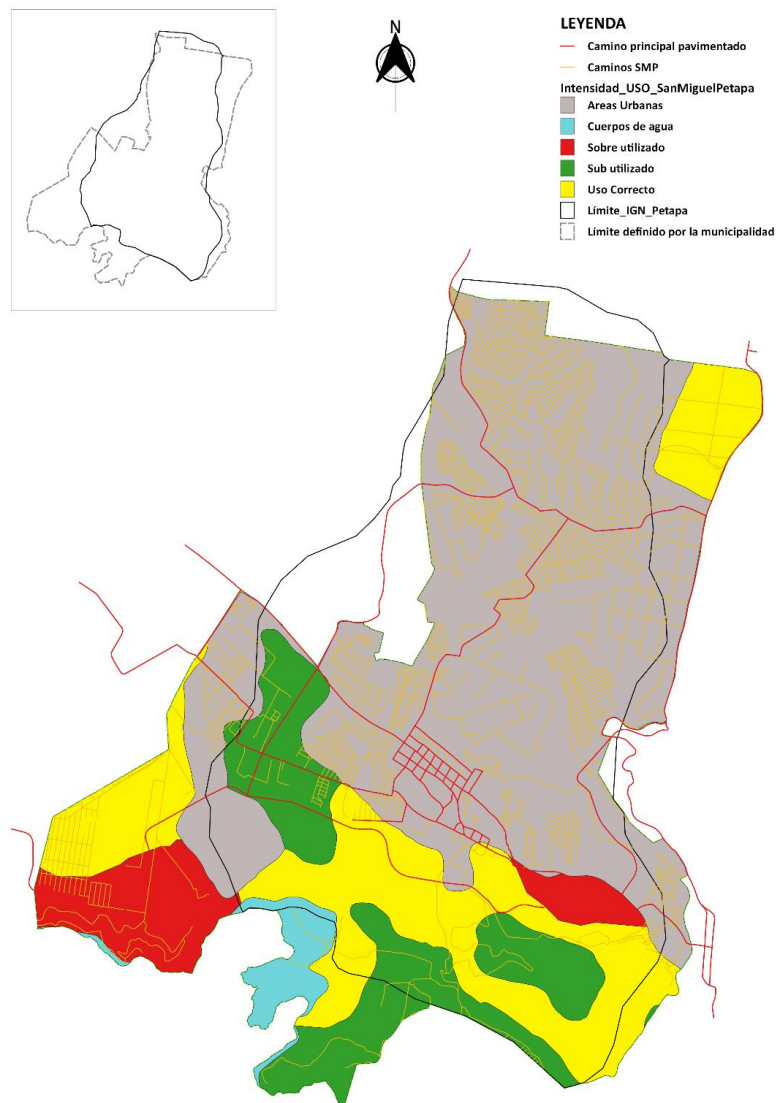 N
LEYENDA
Camino principal pavimentado
Caminos SMP
Intensidad_USO_SanMiguelPetapa
Areas Urbanas
Cuerpos de agua
Sobre utilizado
Sub utilizado
Uso Correcto
Límite_IGN_Petapa
Límite definido por la municipalidad